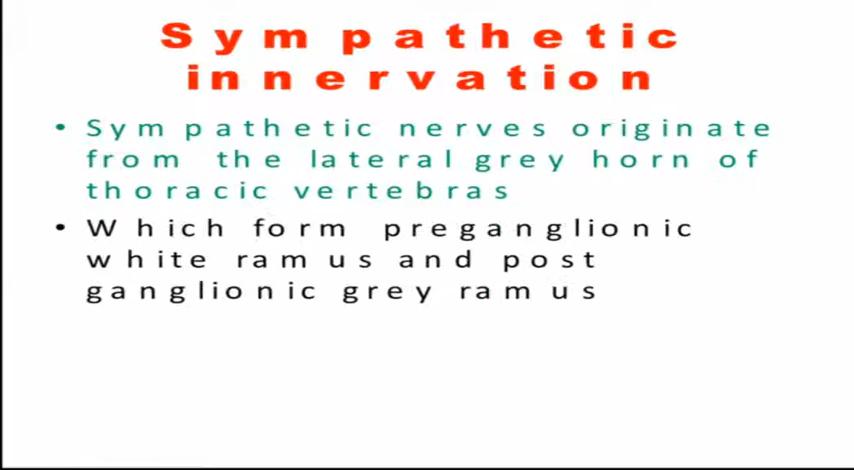 Sympathetic
innervation
• Sympathetic nerves originate
from the lateral grey horn of
thoracic vertebras
• Which form preganglionic
white ramus and post
ganglionic grey ramus